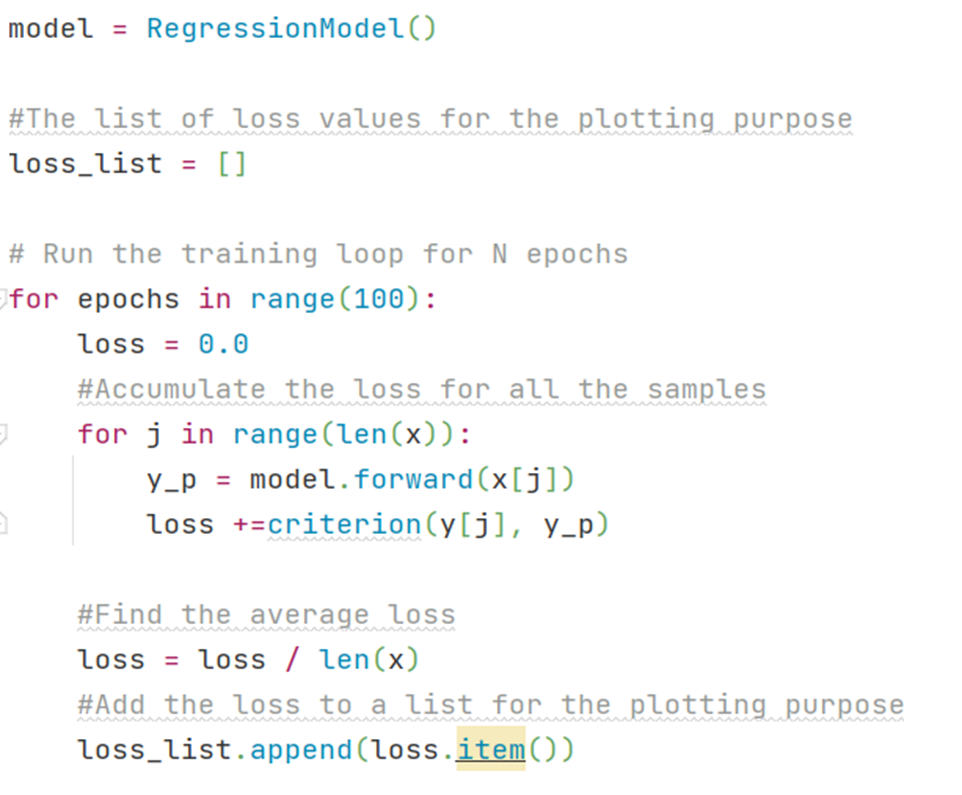 model = RegressionModel()
#The list of loss values for the plotting purpose
loss_list = []
# Run the training loop for N epochs
for epochs in range(100):
    loss = 0.0
    #Accumulate the loss for all the samples
    for j in range(len(x)):
        y_p = model.forward(x[j])
        loss +=criterion(y[j], y_p)
    #Find the average loss
    loss = loss / len(x)
    #Add the loss to a list for the plotting purpose
    loss_list.append(loss.item())